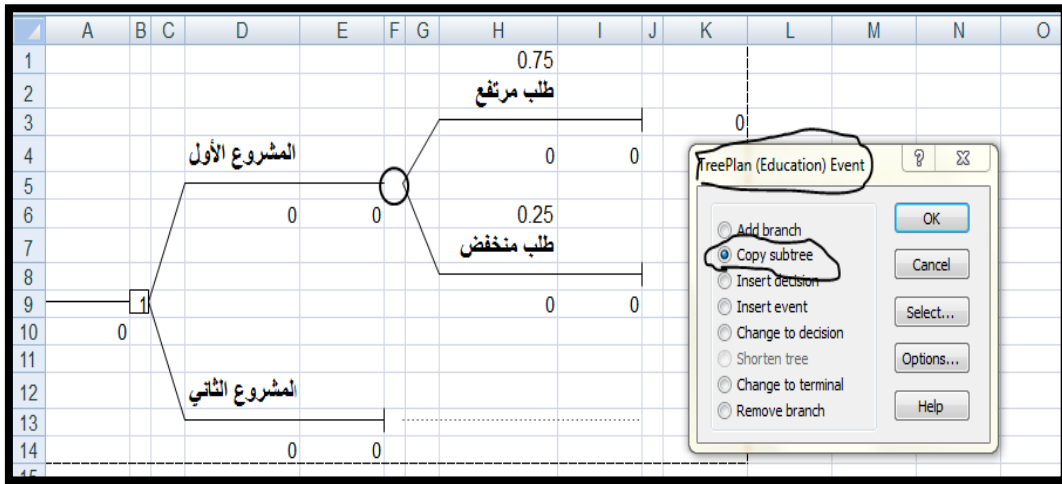 A B C D E F G H I J K L M N O
1 0.75
2 طلب مرتفع
3 0
4 المشروع الأول 0 0
5
6 0 0 0.25
7 طلب منخفض
8
9 1 0 0
10 0
11
12 المشروع الثاني
13
14 0 0
15
TreePlan (Education) Event
Add branch
Copy subtree
Insert decision
Insert event
Change to decision
Shorten tree
Change to terminal
Remove branch
OK
Cancel
Select...
Options...
Help